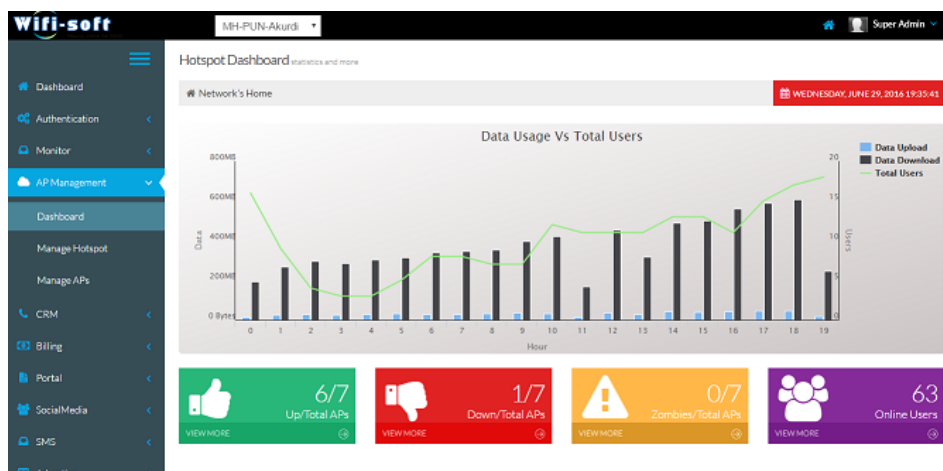 Wifi-soft
MH-PUN-Akurdi
Super Admin
Hotspot Dashboard statistics and more
Dashboard
Network's Home
WEDNESDAY, JUNE 29, 2016 19:35:41
Authentication
Monitor
AP Management
Dashboard
Manage Hotspot
Manage APs
CRM
Billing
Portal
SocialMedia
SMS
Data Usage Vs Total Users
Data Upload
Data Download
Total Users
800MB
600MB
400MB
200MB
0 Bytes
Data
20
15
10
5
0
Users
0 1 2 3 4 5 6 7 8 9 10 11 12 13 14 15 16 17 18 19
Hour
6/7
Up/Total APs
VIEW MORE
1/7
Down/Total APs
VIEW MORE
0/7
Zombies/Total APs
VIEW MORE
63
Online Users
VIEW MORE